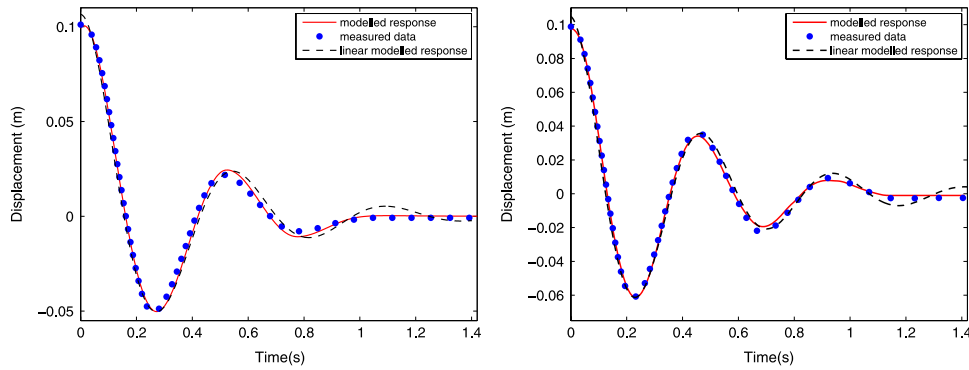 modelled response
measured data
linear modelled response
0.1
0.05
0
−0.05
Displacement (m)
0 0.2 0.4 0.6 0.8 1 1.2 1.4
Time(s)
modelled response
measured data
linear modelled response
0.1
0.08
0.06
0.04
0.02
0
−0.02
−0.04
−0.06
Displacement (m)
0 0.2 0.4 0.6 0.8 1 1.2 1.4
Time(s)